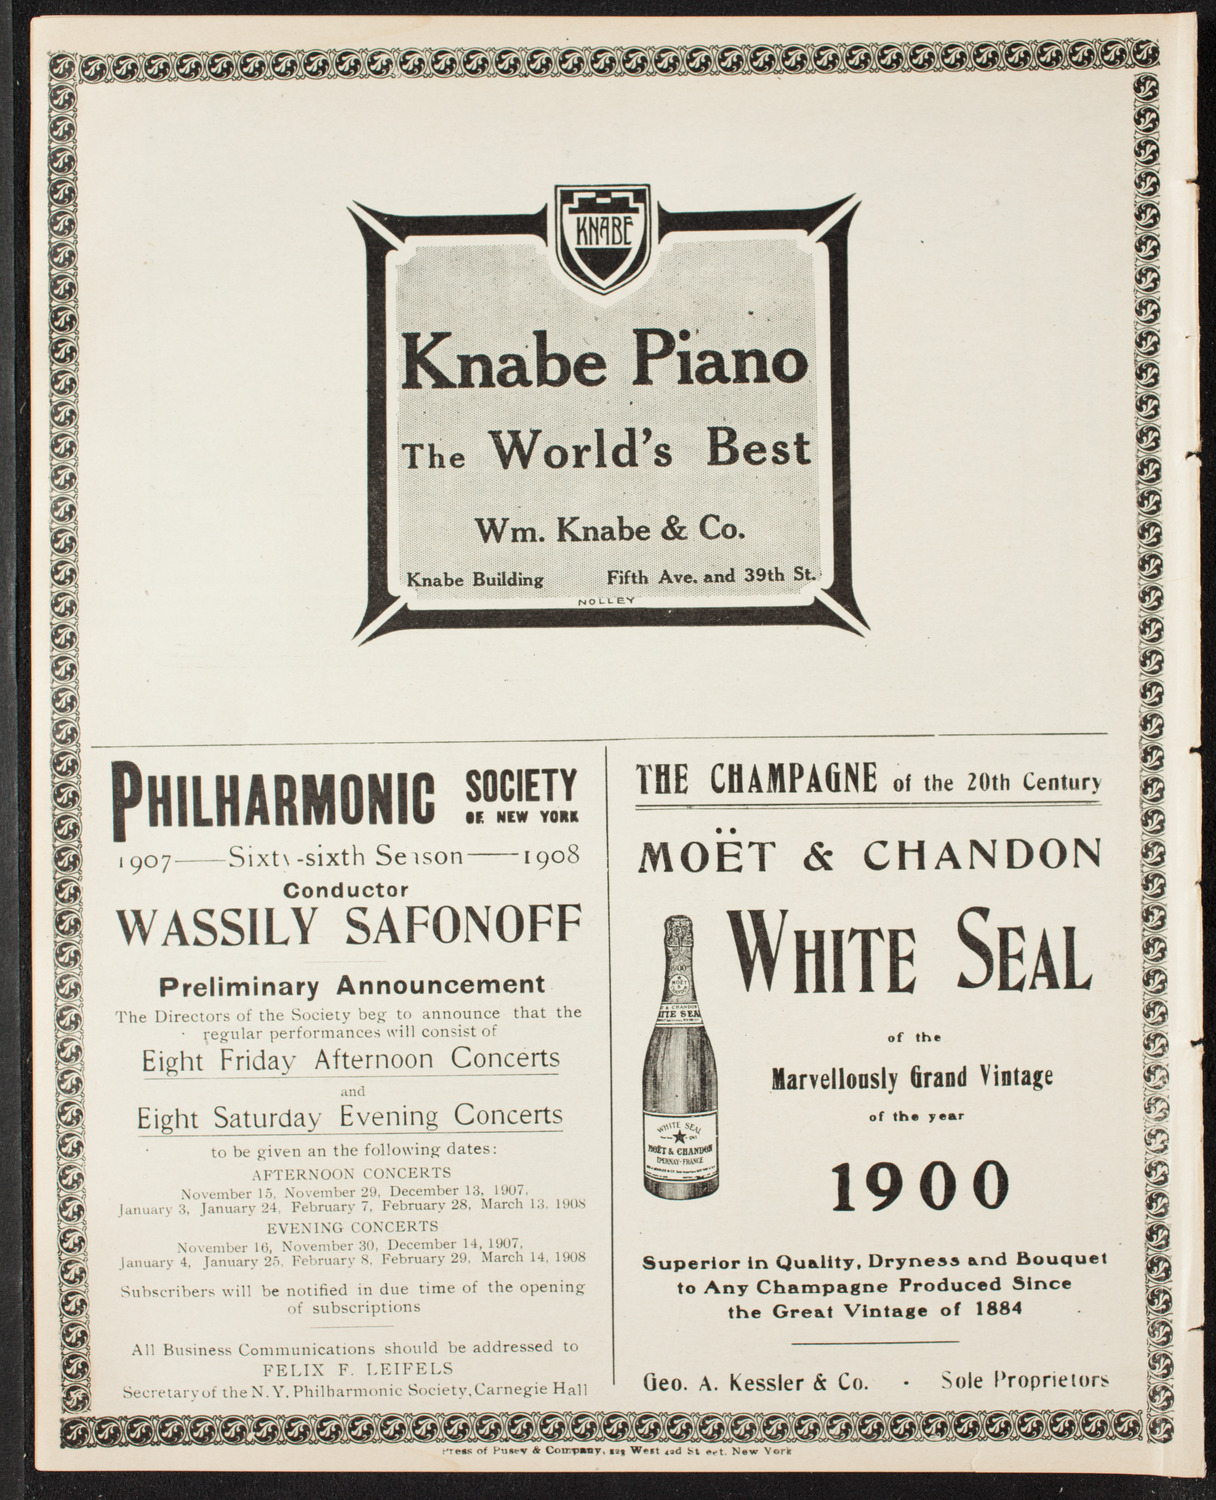 KNABE
Knabe Piano
The World's Best
Wm. Knabe & Co.
Knabe Building Fifth Ave. and 39th St.
NOLLEY
PHILHARMONIC SOCIETY
OF NEW YORK
1907——Sixty-sixth Season——1908
Conductor
WASSILY SAFONOFF
Preliminary Announcement
The Directors of the Society beg to announce that the
regular performances will consist of
Eight Friday Afternoon Concerts
and
Eight Saturday Evening Concerts
to be given an the following dates:
AFTERNOON CONCERTS
November 15, November 29, December 13, 1907,
January 3, January 24, February 7, February 28, March 13, 1908
EVENING CONCERTS
November 16, November 30, December 14, 1907,
January 4, January 25, February 8, February 29, March 14, 1908
Subscribers will be notified in due time of the opening
of subscriptions
All Business Communications should be addressed to
FELIX F. LEIFELS
Secretary of the N. Y. Philharmonic Society, Carnegie Hall
THE CHAMPAGNE of the 20th Century
MOËT & CHANDON
WHITE SEAL
of the
Marvellously Grand Vintage
of the year
1900
WHITE SEAL
MOËT & CHANDON
EPERNAY-FRANCE
Superior in Quality, Dryness and Bouquet
to Any Champagne Produced Since
the Great Vintage of 1884
Geo. A. Kessler & Co. - Sole Proprietors
Press of Pusey & Company, 229 West 42d Street, New York